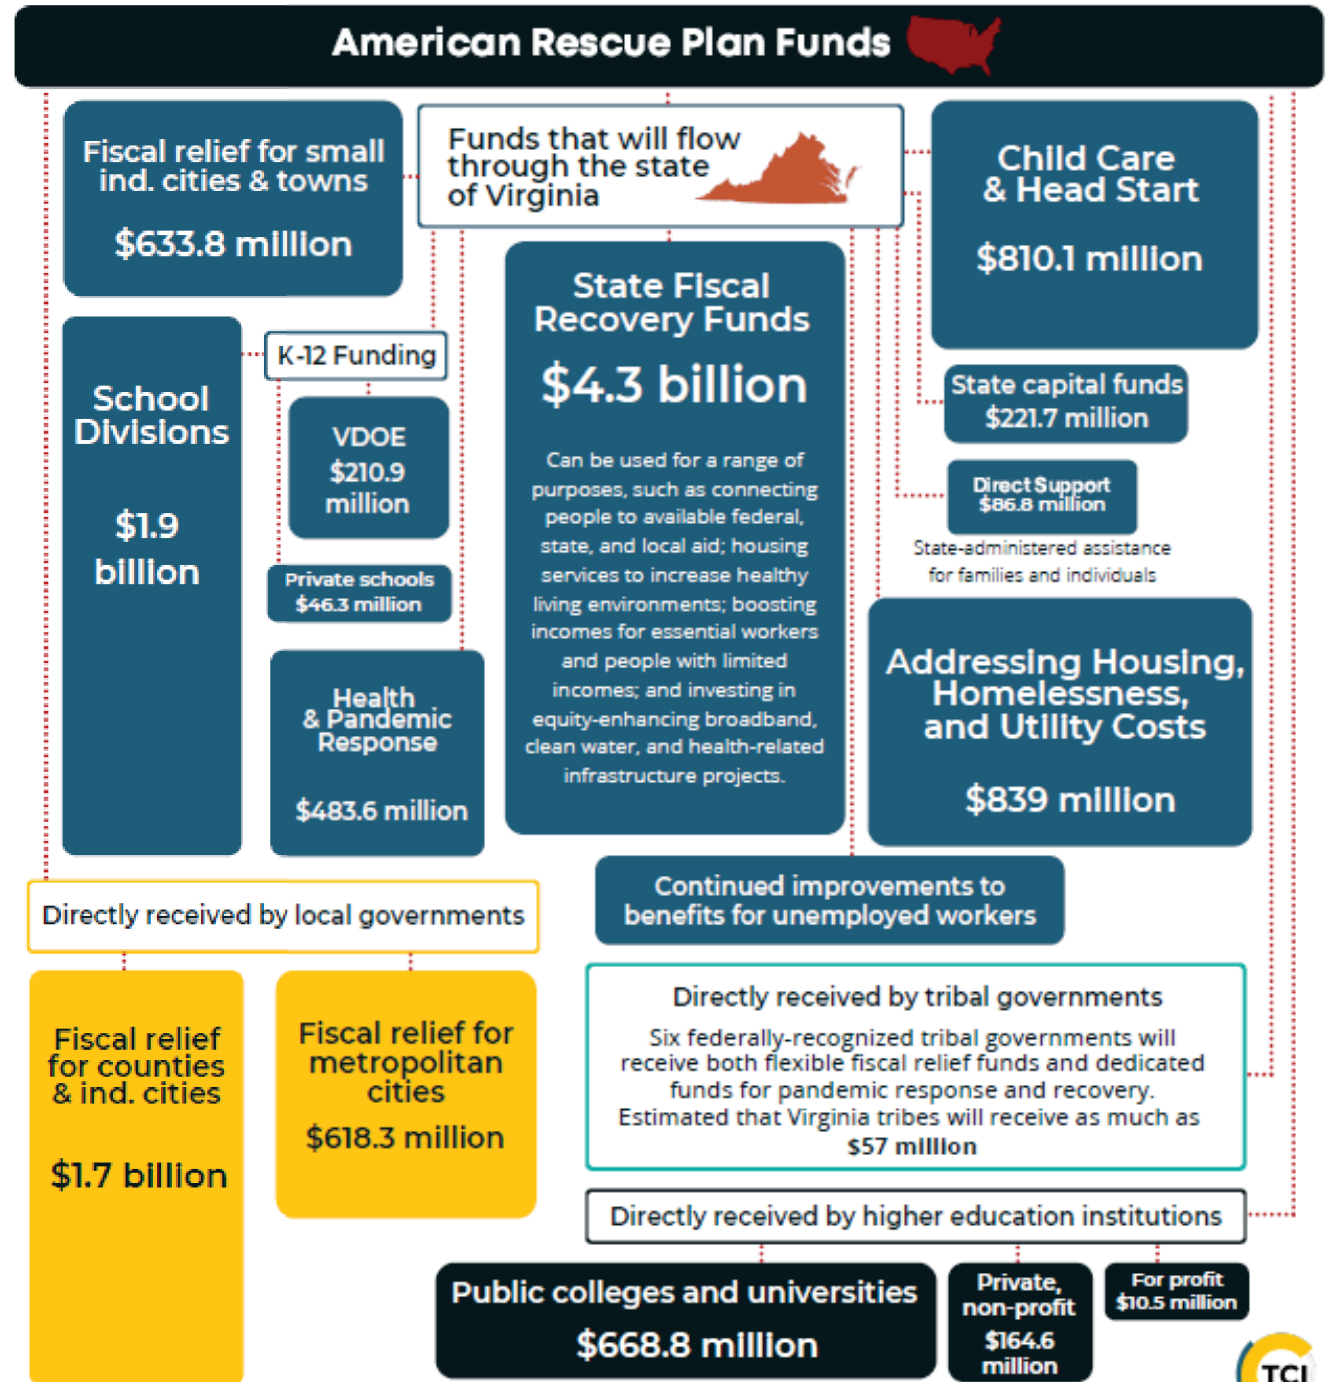 American Rescue Plan Funds
Fiscal relief for small
ind. cities & towns
$633.8 million
Funds that will flow
through the state
of Virginia
Child Care
& Head Start
$810.1 million
School
Divisions
$1.9
billion
K-12 Funding
VDOE
$210.9
million
Private schools
$46.3 million
Health
& Pandemic
Response
$483.6 million
State Fiscal
Recovery Funds
$4.3 billion
Can be used for a range of
purposes, such as connecting
people to available federal,
state, and local aid; housing
services to increase healthy
living environments; boosting
incomes for essential workers
and people with limited
incomes; and investing in
equity-enhancing broadband,
clean water, and health-related
infrastructure projects.
State capital funds
$221.7 million
Direct Support
$86.8 million
State-administered assistance
for families and individuals
Addressing Housing,
Homelessness,
and Utility Costs
$839 million
Continued improvements to
benefits for unemployed workers
Directly received by local governments
Fiscal relief
for counties
& ind. cities
$1.7 billion
Fiscal relief for
metropolitan
cities
$618.3 million
Directly received by tribal governments
Six federally-recognized tribal governments will
receive both flexible fiscal relief funds and dedicated
funds for pandemic response and recovery.
Estimated that Virginia tribes will receive as much as
$57 million
Directly received by higher education institutions
Public colleges and universities
$668.8 million
Private,
non-profit
$164.6
million
For profit
$10.5 million
TCI